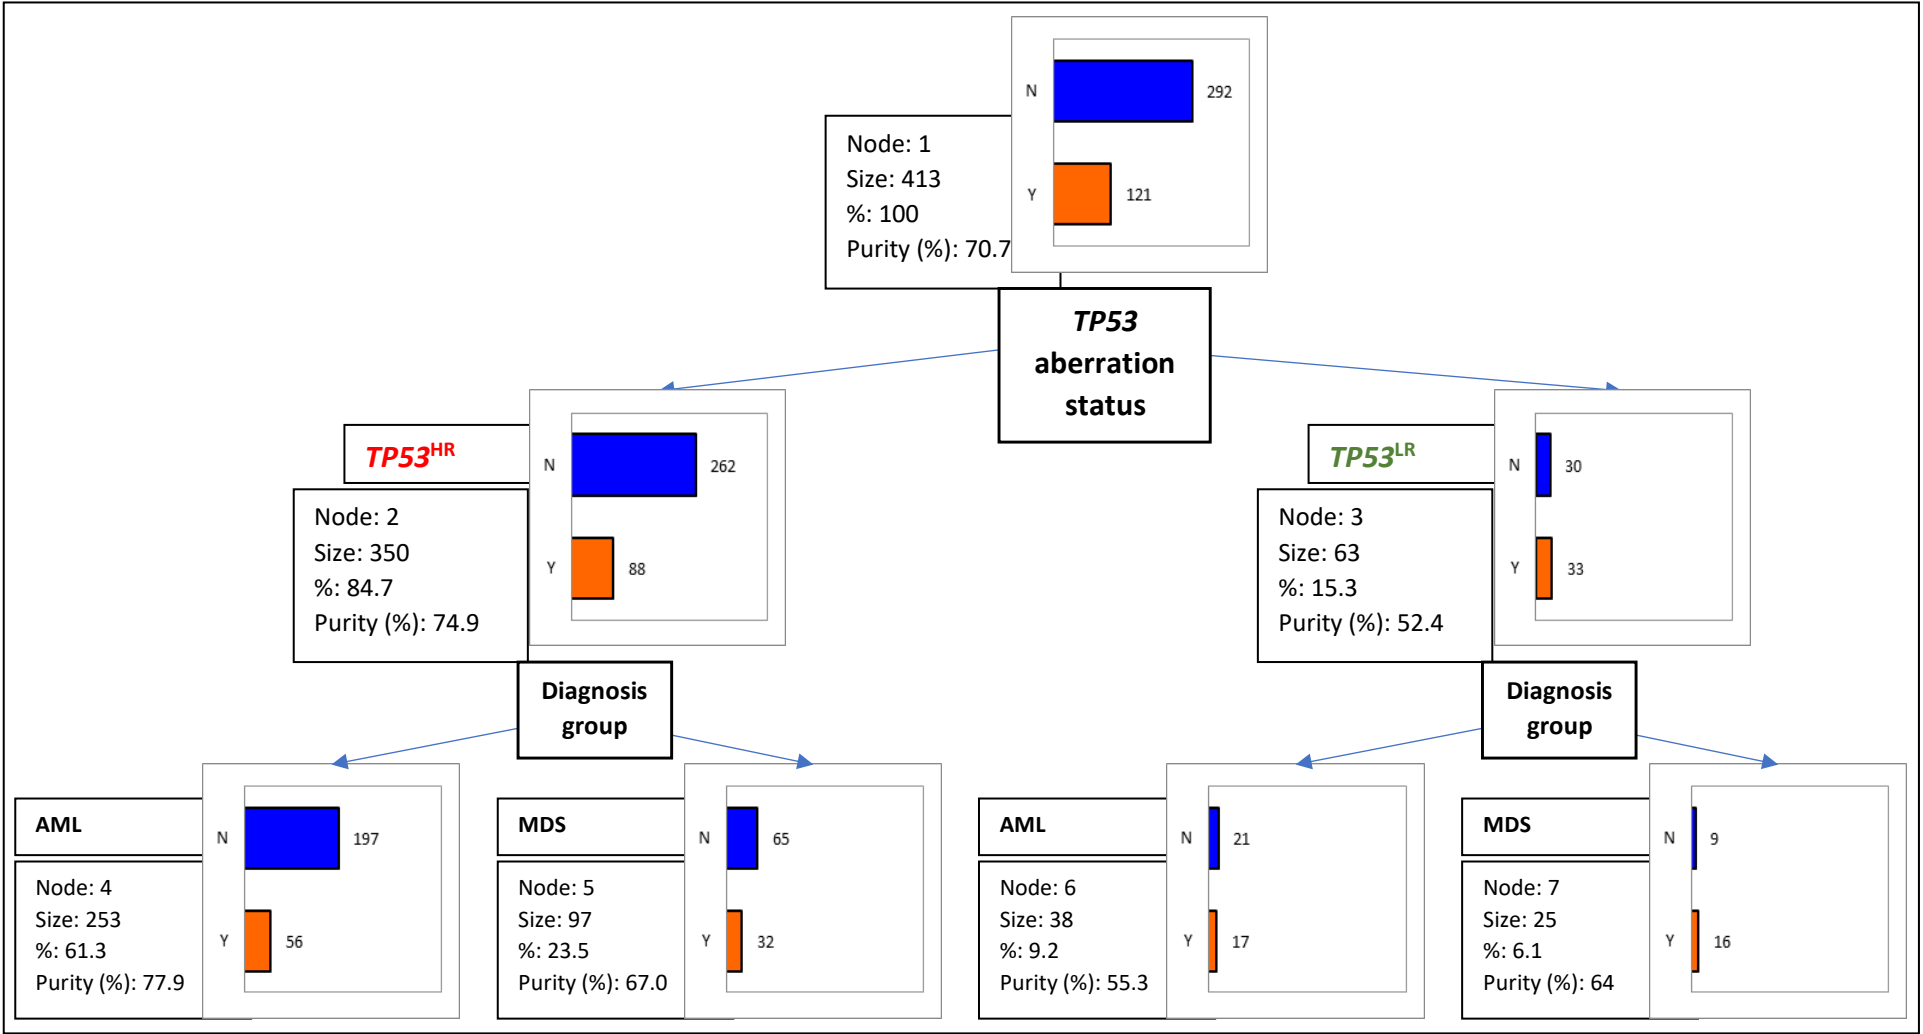 N 292
Y 121
Node: 1
Size: 413
%: 100
Purity (%): 70.7
TP53
aberration
status
TP53HR
N 262
Y 88
Node: 2
Size: 350
%: 84.7
Purity (%): 74.9
TP53LR
N 30
Y 33
Node: 3
Size: 63
%: 15.3
Purity (%): 52.4
Diagnosis
group
Diagnosis
group
AML
N 197
Y 56
Node: 4
Size: 253
%: 61.3
Purity (%): 77.9
MDS
N 65
Y 32
Node: 5
Size: 97
%: 23.5
Purity (%): 67.0
AML
N 21
Y 17
Node: 6
Size: 38
%: 9.2
Purity (%): 55.3
MDS
N 9
Y 16
Node: 7
Size: 25
%: 6.1
Purity (%): 64